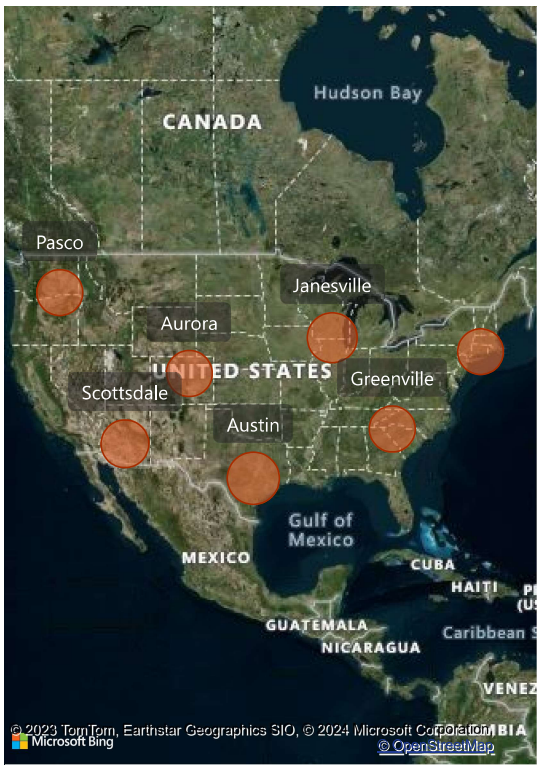 Hudson Bay
CANADA
Pasco
Janesville
Aurora
UNITED STATES
Greenville
Scottsdale
Austin
Gulf of
Mexico
MEXICO
CUBA
HAITI
GUATEMALA
NICARAGUA
Caribbean
© 2023 TomTom, Earthstar Geographics SIO, © 2024 Microsoft Corporation,
Microsoft Bing
© OpenStreetMap